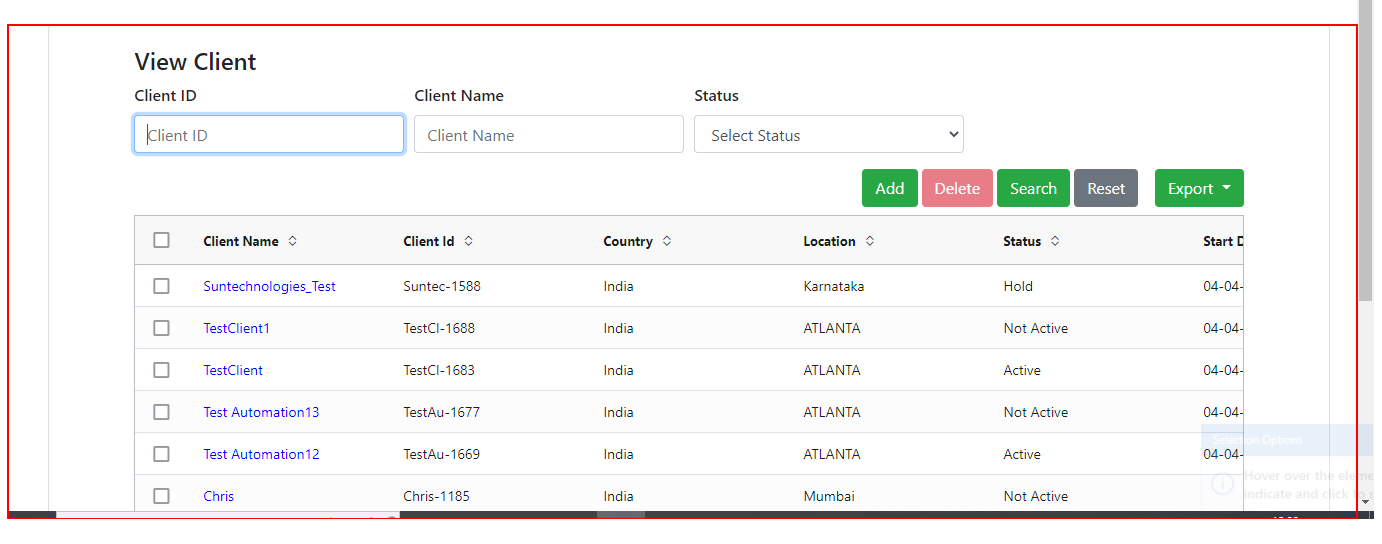 View Client
Client ID Client Name Status
Client ID Client Name Select Status
Add Delete Search Reset Export
Client Name Client Id Country Location Status Start D
Suntechnologies_Test Suntec-1588 India Karnataka Hold 04-04-
TestClient1 TestCl-1688 India ATLANTA Not Active 04-04-
TestClient TestCl-1683 India ATLANTA Active 04-04-
Test Automation13 TestAu-1677 India ATLANTA Not Active 04-04-
Selection Options
Test Automation12 TestAu-1669 India ATLANTA Active 04-04-
Hover over the eleme
indicate and click to s
Chris Chris-1185 India Mumbai Not Active